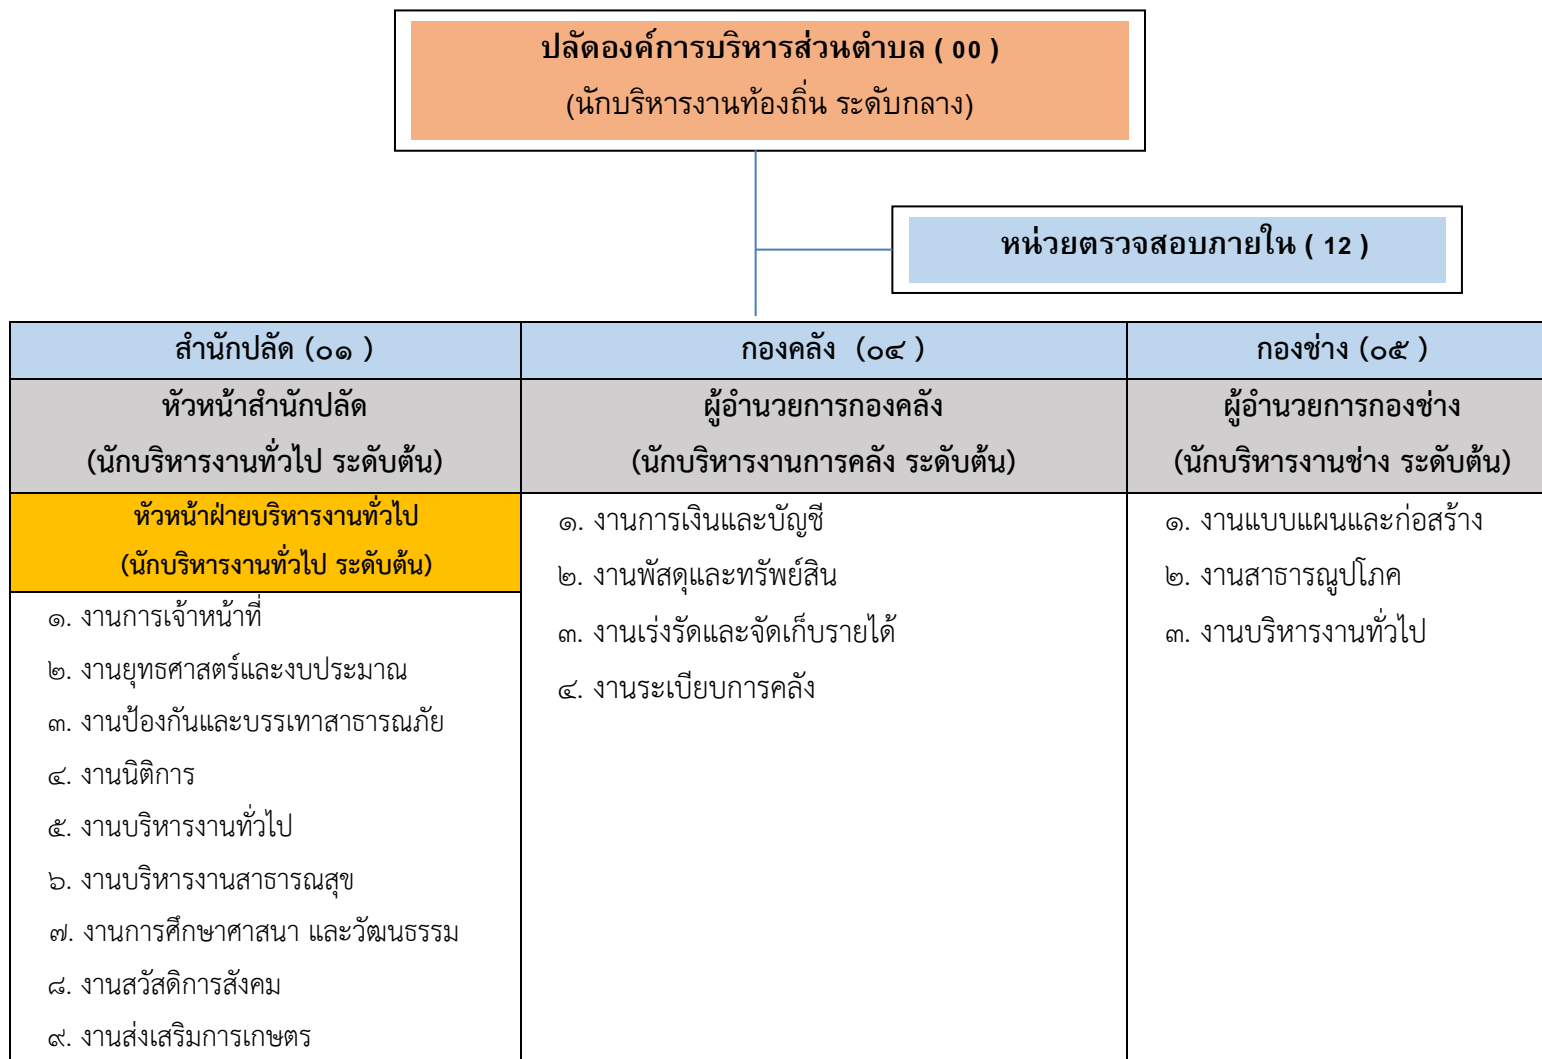 ปลัดองค์การบริหารส่วนตำบล ( 00 )
(นักบริหารงานท้องถิ่น ระดับกลาง)
หน่วยตรวจสอบภายใน ( 12 )
สำนักปลัด (๐๑ )
หัวหน้าสำนักปลัด
(นักบริหารงานทั่วไป ระดับต้น)
หัวหน้าฝ่ายบริหารงานทั่วไป
(นักบริหารงานทั่วไป ระดับต้น)
๑. งานการเจ้าหน้าที่
๒. งานยุทธศาสตร์และงบประมาณ
๓. งานป้องกันและบรรเทาสาธารณภัย
๔. งานนิติการ
๕. งานบริหารงานทั่วไป
๖. งานบริหารงานสาธารณสุข
๗. งานการศึกษาศาสนา และวัฒนธรรม
๘. งานสวัสดิการสังคม
๙. งานส่งเสริมการเกษตร
กองคลัง (๐๔ )
ผู้อำนวยการกองคลัง
(นักบริหารงานการคลัง ระดับต้น)
๑. งานการเงินและบัญชี
๒. งานพัสดุและทรัพย์สิน
๓. งานเร่งรัดและจัดเก็บรายได้
๔. งานระเบียบการคลัง
กองช่าง (๐๕ )
ผู้อำนวยการกองช่าง
(นักบริหารงานช่าง ระดับต้น)
๑. งานแบบแผนและก่อสร้าง
๒. งานสาธารณูปโภค
๓. งานบริหารงานทั่วไป